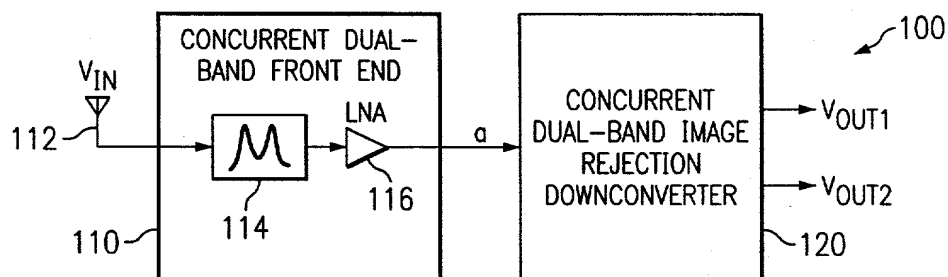 CONCURRENT DUAL-
BAND FRONT END
100
V_IN
LNA
112
a
114
116
110
CONCURRENT
DUAL-BAND IMAGE
REJECTION
DOWNCONVERTER
V_OUT1
V_OUT2
120